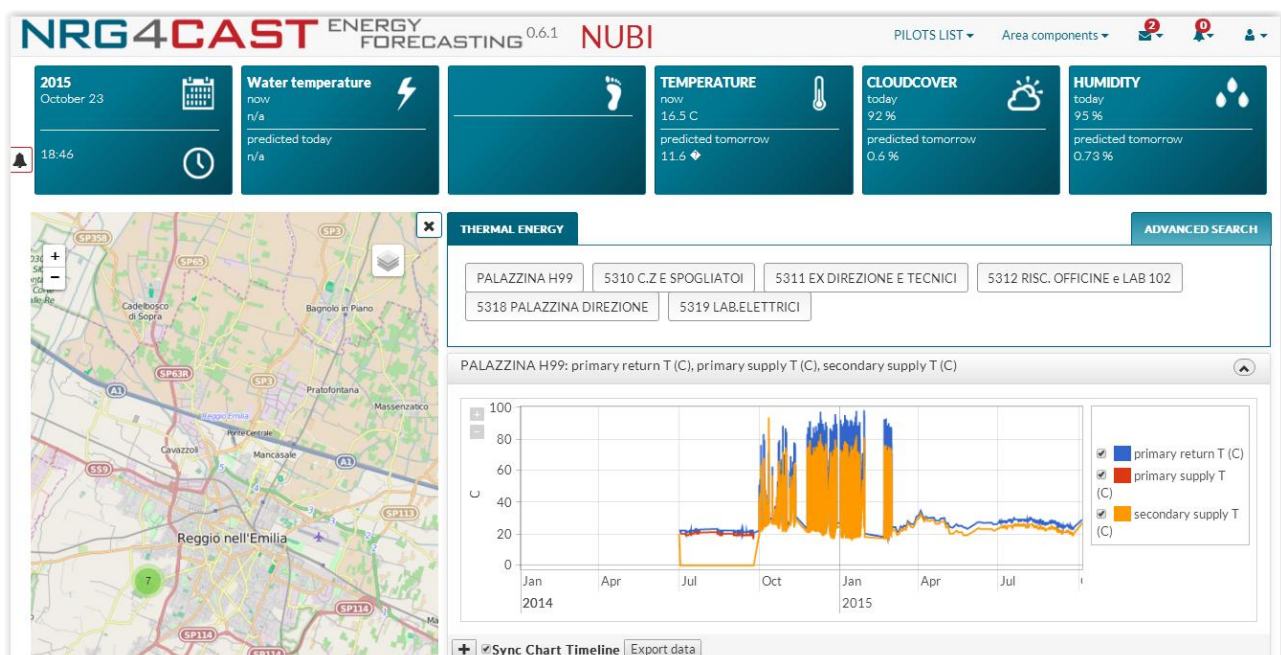 NRG4CAST ENERGY FORECASTING 0.6.1 NUBI
PILOTS LIST Area components 2 0
2015
October 23
18:46
Water temperature
now
n/a
predicted today
n/a
TEMPERATURE
now
16.5 C
predicted tomorrow
11.6 �
CLOUDCOVER
today
92 %
predicted tomorrow
0.6 %
HUMIDITY
today
95 %
predicted tomorrow
0.73 %
SP358
SP3
SP65
+
-
Cadelbosco
di Sopra
Bagnolo in Piano
SP63R
SP3
A1
Pratofontana
Massenzatico
Reggio Emilia
Ponte Centrale
Cavazzoli
Mancasale
A1
SS9
SP113
Reggio nell'Emilia
7
SP114
SP114
SP114
THERMAL ENERGY
ADVANCED SEARCH
PALAZZINA H99 5310 C.Z E SPOGLIATOI 5311 EX DIREZIONE E TECNICI 5312 RISC. OFFICINE e LAB 102
5318 PALAZZINA DIREZIONE 5319 LAB.ELETTRICI
PALAZZINA H99: primary return T (C), primary supply T (C), secondary supply T (C)
100
80
60
40
20
0
C
Jan Apr Jul Oct Jan Apr Jul
2014 2015
primary return T (C)
primary supply T
(C)
secondary supply T
(C)
+ Sync Chart Timeline Export data